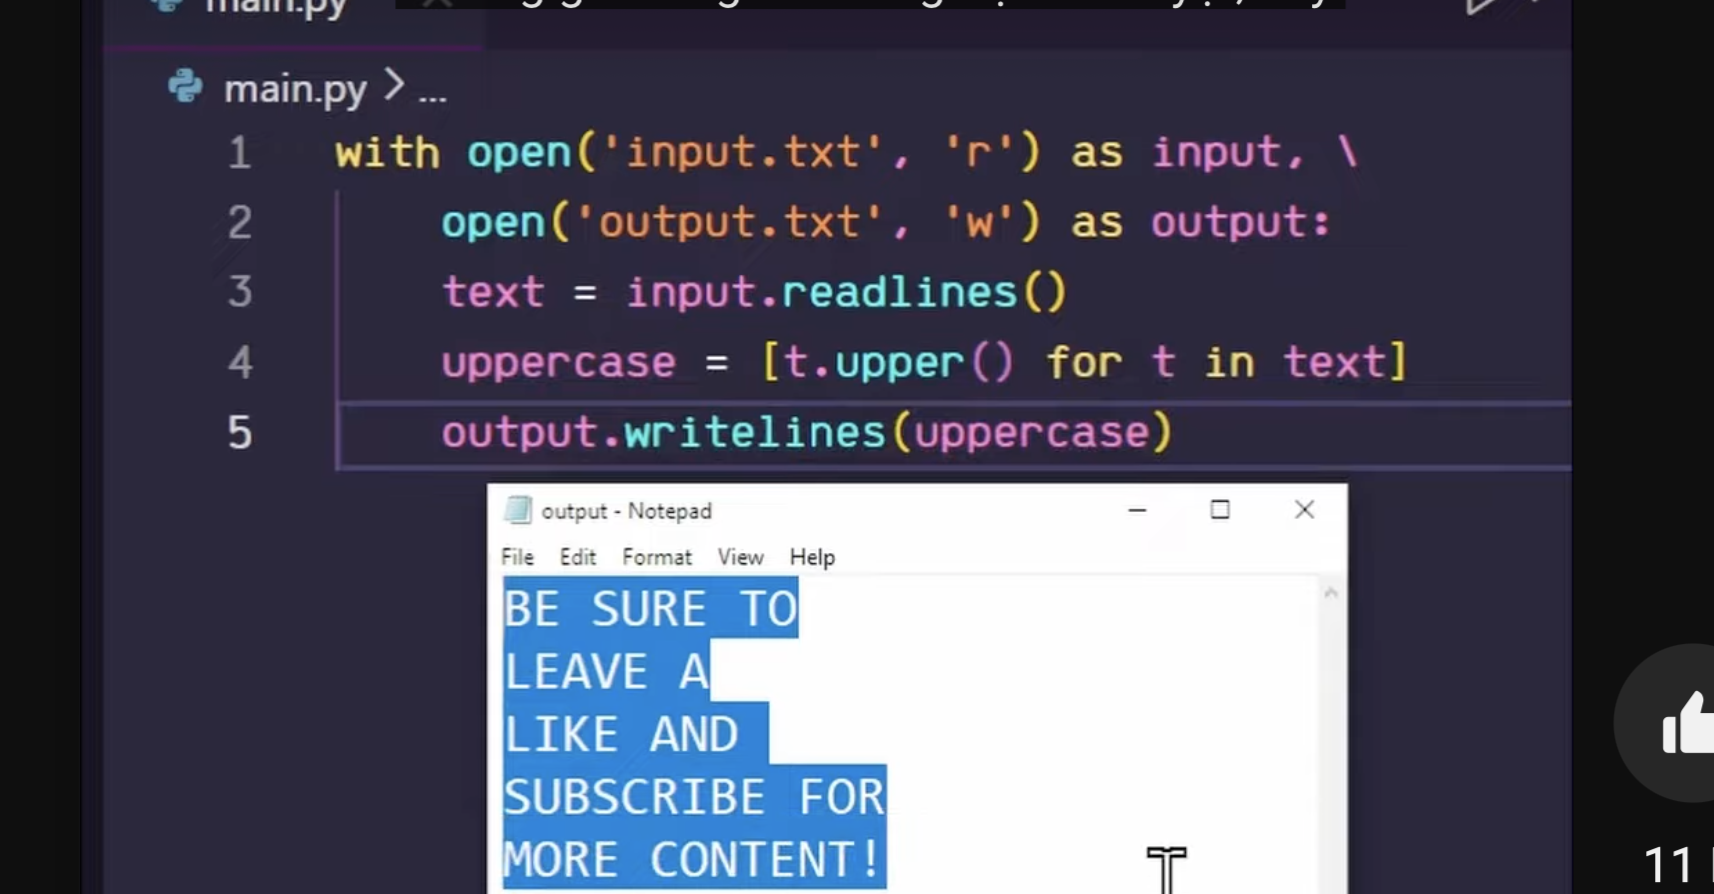 main.py
main.py > ...
1 with open('input.txt', 'r') as input, \
2 open('output.txt', 'w') as output:
3 text = input.readlines()
4 uppercase = [t.upper() for t in text]
5 output.writelines(uppercase)
output - Notepad
File Edit Format View Help
BE SURE TO
LEAVE A
LIKE AND
SUBSCRIBE FOR
MORE CONTENT!
11